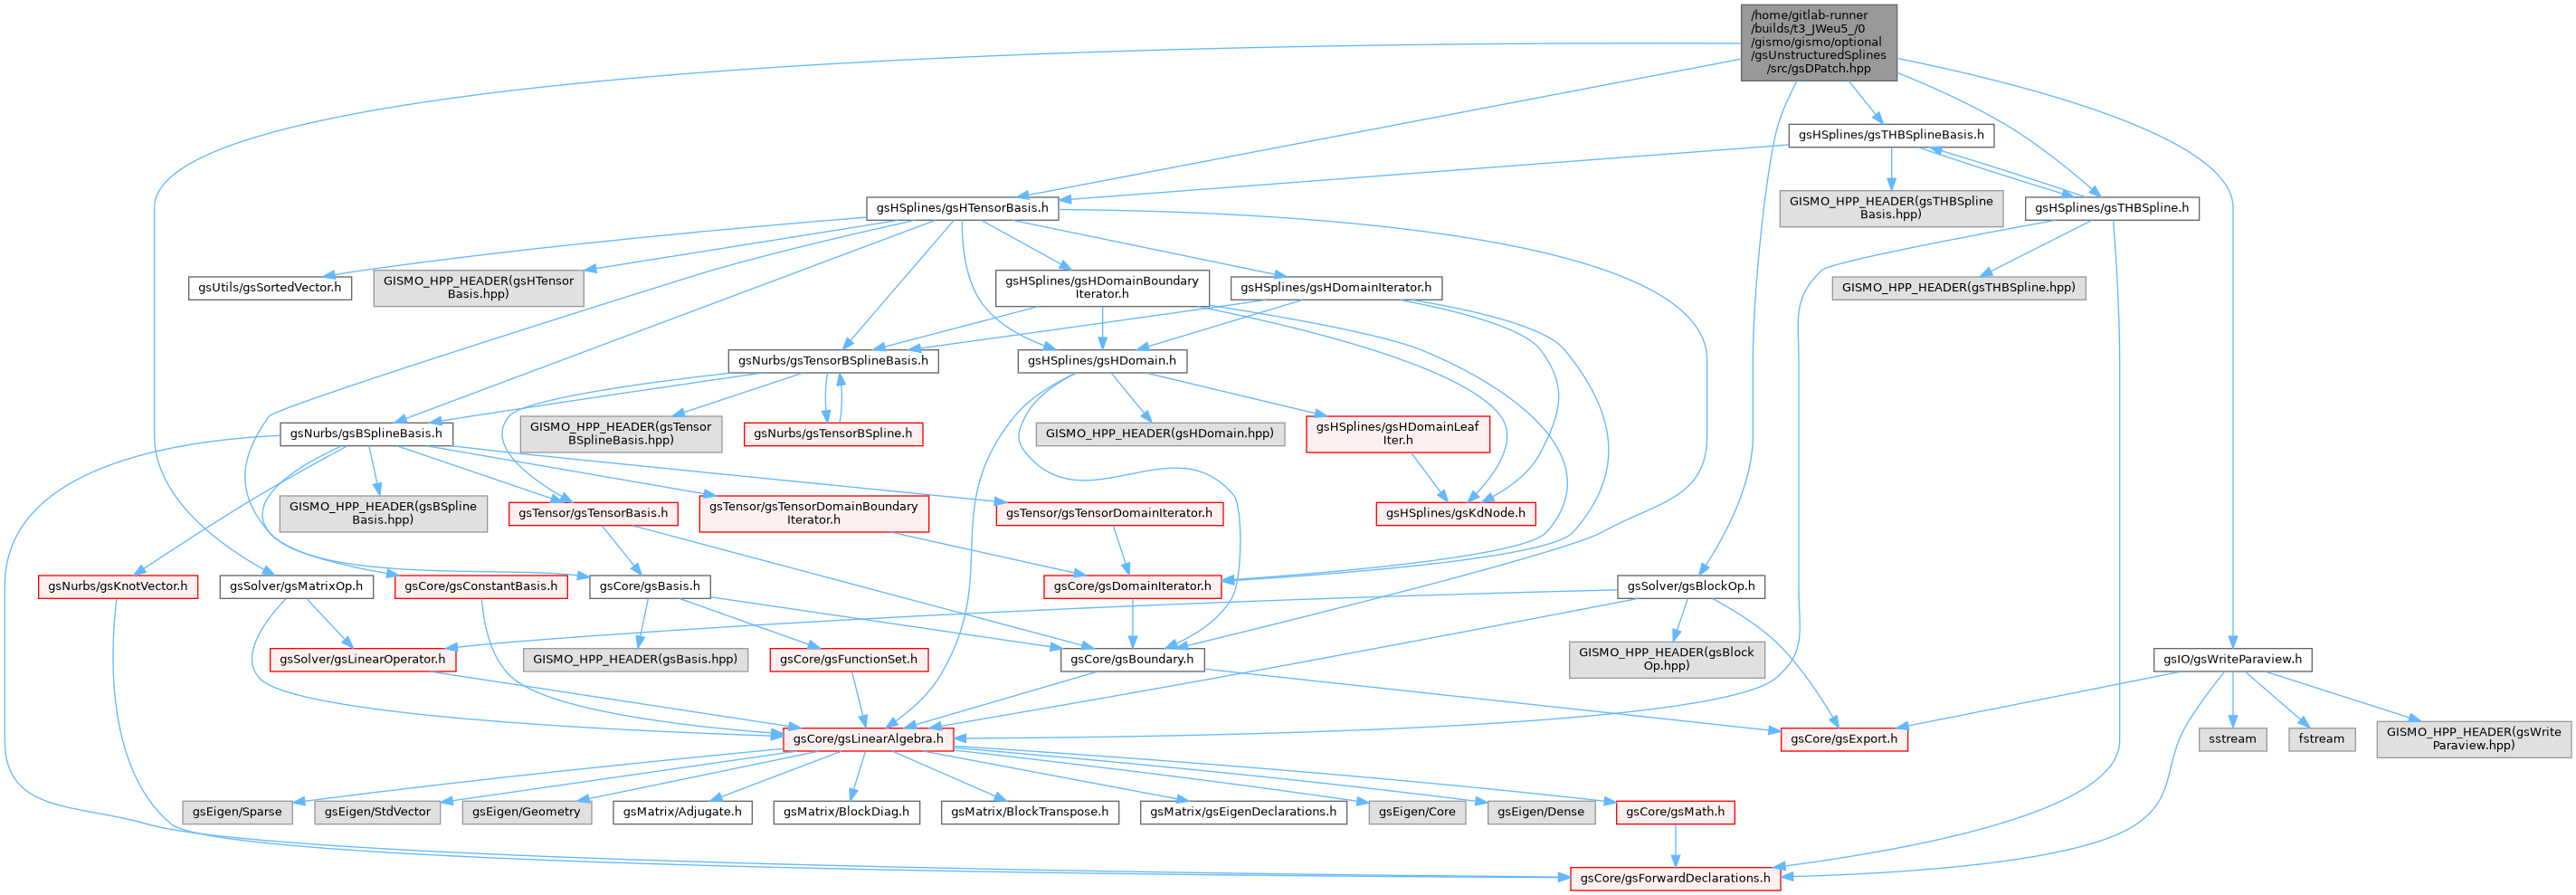 /home/gitlab-runner
/builds/t3_JWeu5_/0
/gismo/gismo/optional
/gsUnstructuredSplines
/src/gsDPatch.hpp
gsHSplines/gsTHBSplineBasis.h
gsHSplines/gsHTensorBasis.h
GISMO_HPP_HEADER(gsTHBSpline
Basis.hpp)
gsHSplines/gsTHBSpline.h
gsUtils/gsSortedVector.h
GISMO_HPP_HEADER(gsHTensor
Basis.hpp)
gsHSplines/gsHDomainBoundary
Iterator.h
gsHSplines/gsHDomainIterator.h
GISMO_HPP_HEADER(gsTHBSpline.hpp)
gsNurbs/gsTensorBSplineBasis.h
gsHSplines/gsHDomain.h
gsNurbs/gsBSplineBasis.h
GISMO_HPP_HEADER(gsTensor
BSplineBasis.hpp)
gsNurbs/gsTensorBSpline.h
GISMO_HPP_HEADER(gsHDomain.hpp)
gsHSplines/gsHDomainLeaf
Iter.h
GISMO_HPP_HEADER(gsBSpline
Basis.hpp)
gsTensor/gsTensorBasis.h
gsTensor/gsTensorDomainBoundary
Iterator.h
gsTensor/gsTensorDomainIterator.h
gsHSplines/gsKdNode.h
gsNurbs/gsKnotVector.h
gsSolver/gsMatrixOp.h
gsCore/gsConstantBasis.h
gsCore/gsBasis.h
gsCore/gsDomainIterator.h
gsSolver/gsBlockOp.h
gsSolver/gsLinearOperator.h
GISMO_HPP_HEADER(gsBasis.hpp)
gsCore/gsFunctionSet.h
gsCore/gsBoundary.h
GISMO_HPP_HEADER(gsBlock
Op.hpp)
gsIO/gsWriteParaview.h
gsCore/gsLinearAlgebra.h
gsCore/gsExport.h
sstream
fstream
GISMO_HPP_HEADER(gsWrite
Paraview.hpp)
gsEigen/Sparse
gsEigen/StdVector
gsEigen/Geometry
gsMatrix/Adjugate.h
gsMatrix/BlockDiag.h
gsMatrix/BlockTranspose.h
gsMatrix/gsEigenDeclarations.h
gsEigen/Core
gsEigen/Dense
gsCore/gsMath.h
gsCore/gsForwardDeclarations.h